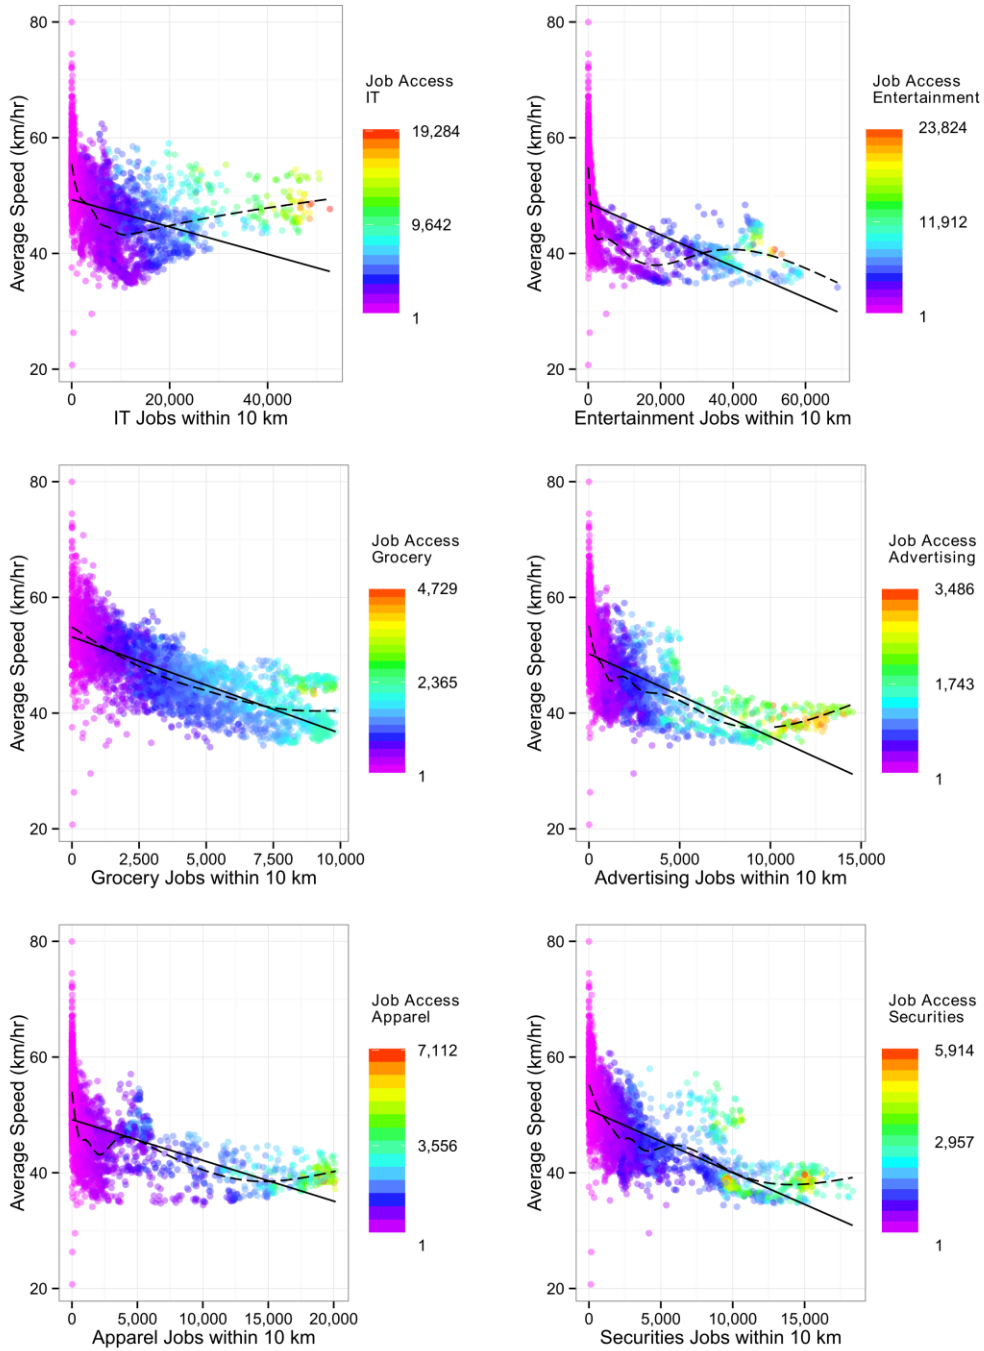 80
60
40
20
Average Speed (km/hr)
0
20,000
40,000
IT Jobs within 10 km
Job Access
IT
19,284
9,642
1
80
60
40
20
Average Speed (km/hr)
0
20,000
40,000
60,000
Entertainment Jobs within 10 km
Job Access
Entertainment
23,824
11,912
1
80
60
40
20
Average Speed (km/hr)
0
2,500
5,000
7,500
10,000
Grocery Jobs within 10 km
Job Access
Grocery
4,729
2,365
1
80
60
40
20
Average Speed (km/hr)
0
5,000
10,000
15,000
Advertising Jobs within 10 km
Job Access
Advertising
3,486
1,743
1
80
60
40
20
Average Speed (km/hr)
0
5,000
10,000
15,000
20,000
Apparel Jobs within 10 km
Job Access
Apparel
7,112
3,556
1
80
60
40
20
Average Speed (km/hr)
0
5,000
10,000
15,000
Securities Jobs within 10 km
Job Access
Securities
5,914
2,957
1